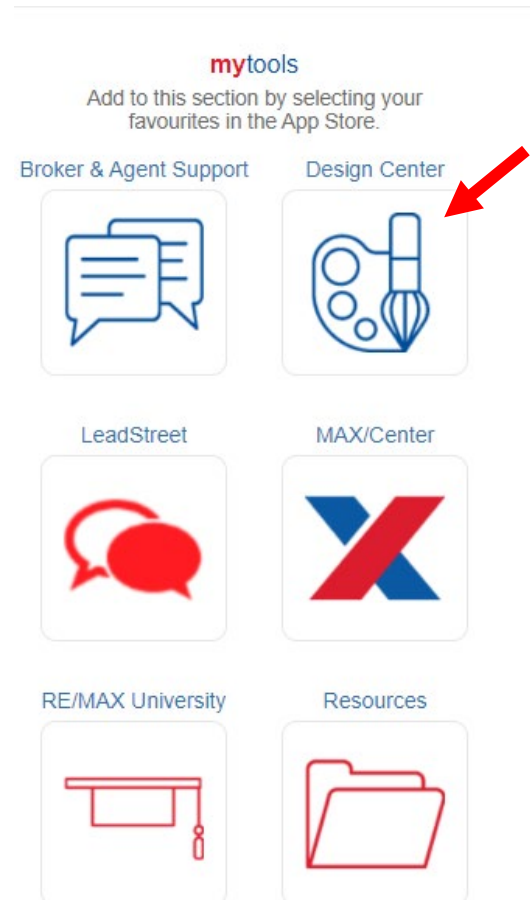 mytools
Add to this section by selecting your
favourites in the App Store.
Broker & Agent Support
Design Center
LeadStreet
MAX/Center
RE/MAX University
Resources